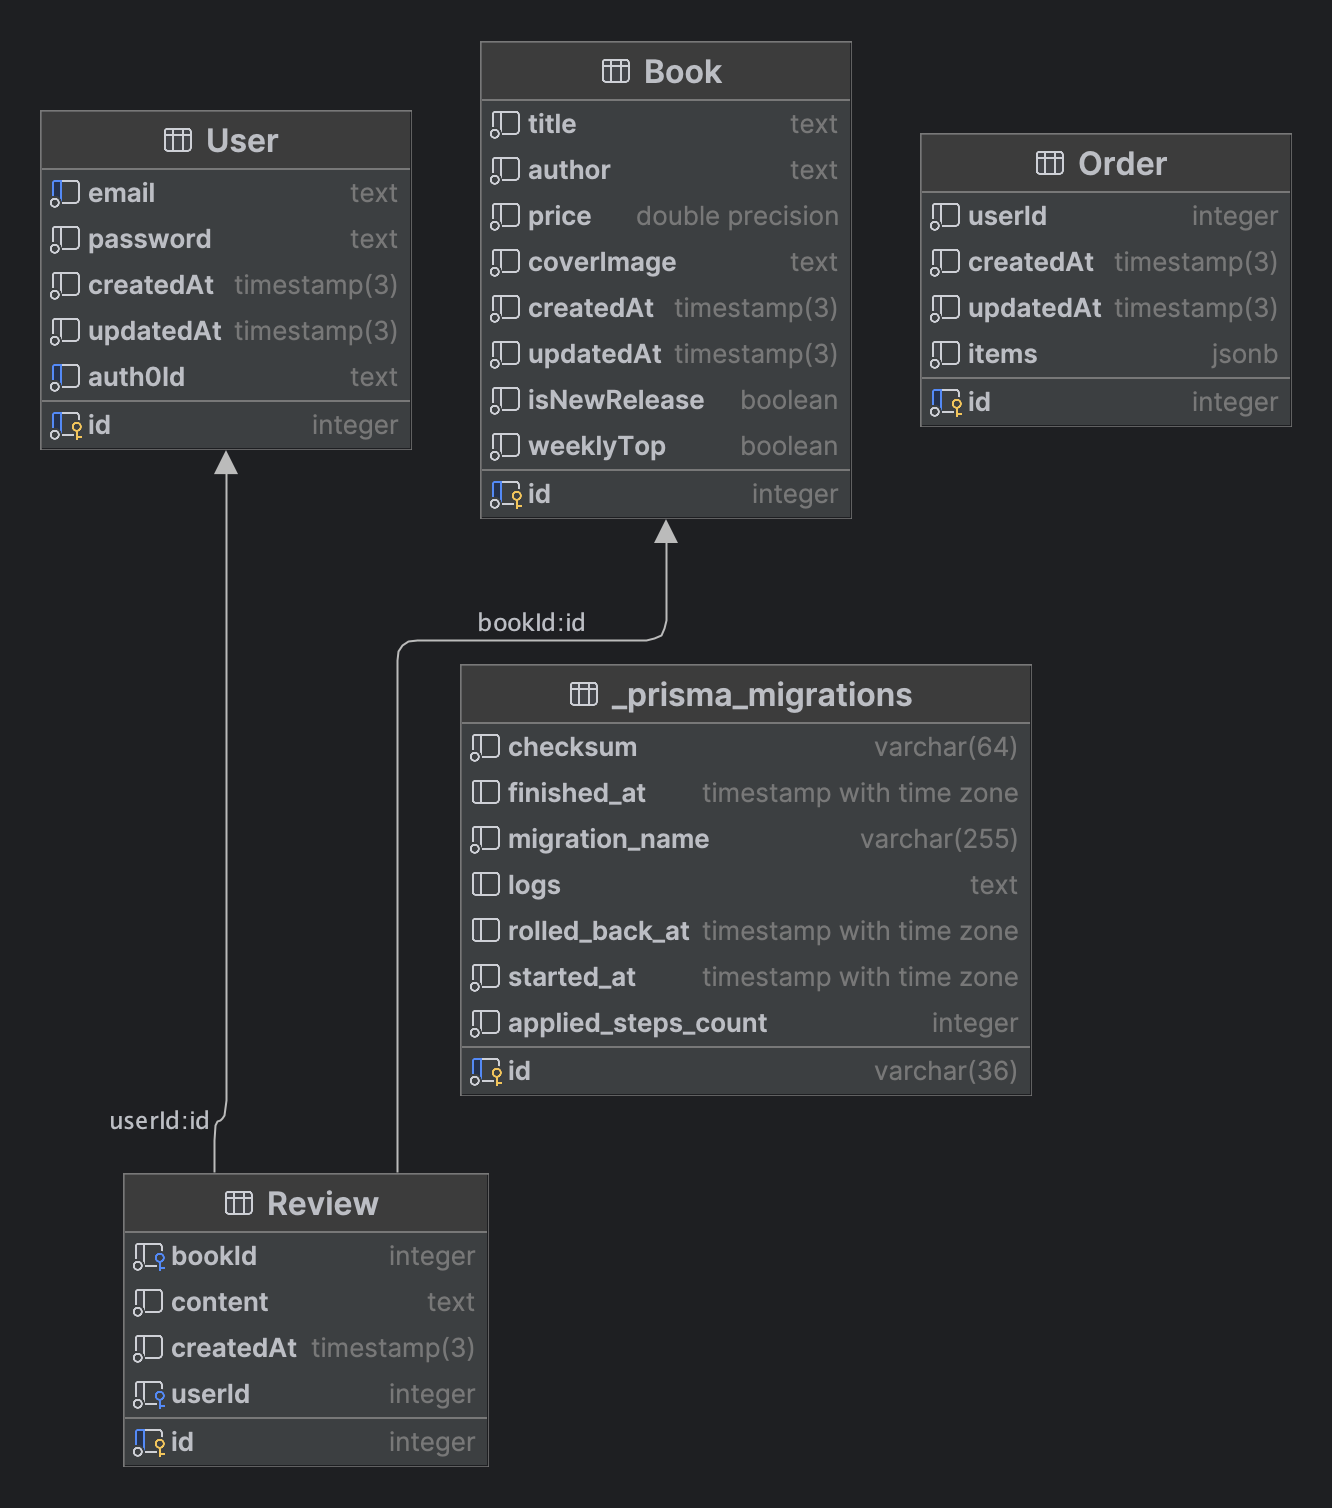 User
email text
password text
createdAt timestamp(3)
updatedAt timestamp(3)
auth0Id text
id integer
Book
title text
author text
price double precision
coverImage text
createdAt timestamp(3)
updatedAt timestamp(3)
isNewRelease boolean
weeklyTop boolean
id integer
Order
userId integer
createdAt timestamp(3)
updatedAt timestamp(3)
items jsonb
id integer
bookId:id
_prisma_migrations
checksum varchar(64)
finished_at timestamp with time zone
migration_name varchar(255)
logs text
rolled_back_at timestamp with time zone
started_at timestamp with time zone
applied_steps_count integer
id varchar(36)
userId:id
Review
bookId integer
content text
createdAt timestamp(3)
userId integer
id integer